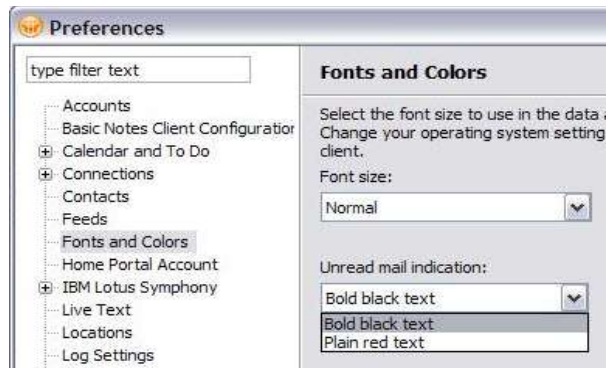 Preferences
type filter text
Accounts
Basic Notes Client Configuration
Calendar and To Do
Connections
Contacts
Feeds
Fonts and Colors
Home Portal Account
IBM Lotus Symphony
Live Text
Locations
Log Settings
Fonts and Colors
Select the font size to use in the data
Change your operating system setting
client.
Font size:
Normal
Unread mail indication:
Bold black text
Bold black text
Plain red text